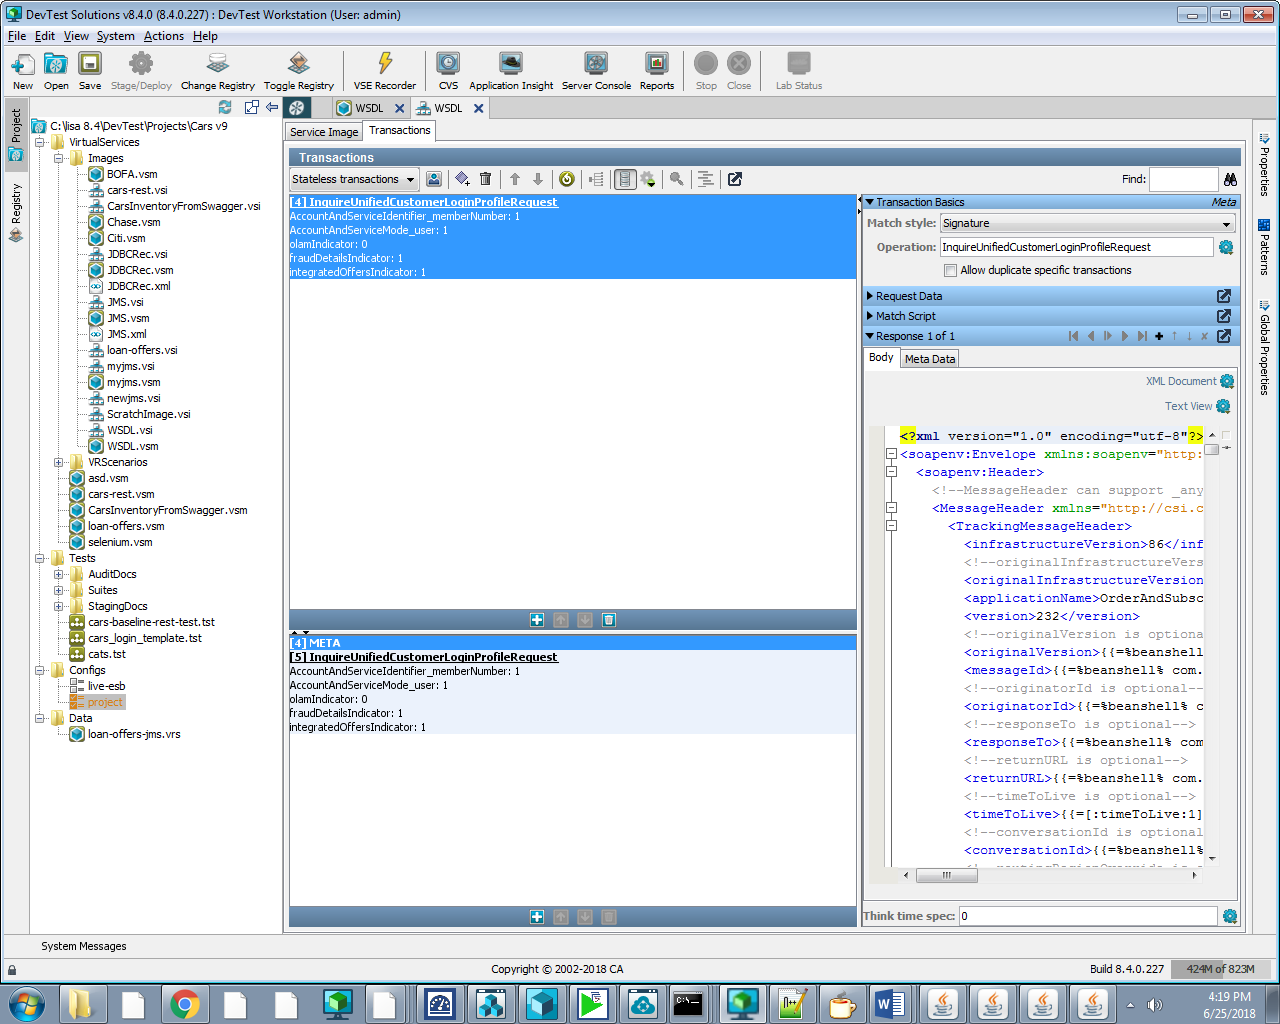 DevTest Solutions v8.4.0 (8.4.0.227) : DevTest Workstation (User: admin)
File Edit View System Actions Help
New Open Save Stage/Deploy Change Registry Toggle Registry VSE Recorder CVS Application Insight Server Console Reports Stop Close Lab Status
Project
Registry
C:\lisa 8.4\DevTest\Projects\Cars v9
VirtualServices
Images
BOFA.vsm
cars-rest.vsi
CarsInventoryFromSwagger.vsi
Chase.vsm
Citi.vsm
JDBCRec.vsi
JDBCRec.vsm
JDBCRec.xml
JMS.vsi
JMS.vsm
JMS.xml
loan-offers.vsi
myjms.vsi
myjms.vsm
newjms.vsi
ScratchImage.vsi
WSDL.vsi
WSDL.vsm
VRScenarios
asd.vsm
cars-rest.vsm
CarsInventoryFromSwagger.vsm
loan-offers.vsm
selenium.vsm
Tests
AuditDocs
Suites
StagingDocs
cars-baseline-rest-test.tst
cars_login_template.tst
cats.tst
Configs
live-esb
project
Data
loan-offers-jms.vrs
WSDL WSDL
Service Image Transactions
Transactions
Stateless transactions
Find:
[4] InquireUnifiedCustomerLoginProfileRequest
AccountAndServiceIdentifier_memberNumber: 1
AccountAndServiceMode_user: 1
olamIndicator: 0
fraudDetailsIndicator: 1
integratedOffersIndicator: 1
[4] META
[5] InquireUnifiedCustomerLoginProfileRequest
AccountAndServiceIdentifier_memberNumber: 1
AccountAndServiceMode_user: 1
olamIndicator: 0
fraudDetailsIndicator: 1
integratedOffersIndicator: 1
Transaction Basics Meta
Match style: Signature
Operation: InquireUnifiedCustomerLoginProfileRequest
Allow duplicate specific transactions
Request Data
Match Script
Response 1 of 1
Body Meta Data
XML Document
Text View
<?xml version="1.0" encoding="utf-8"?>
<soapenv:Envelope xmlns:soapenv="http:
<soapenv:Header>
<!--MessageHeader can support _any
<MessageHeader xmlns="http://csi.c
<TrackingMessageHeader>
<infrastructureVersion>86</inf
<!--originalInfrastructureVers
<originalInfrastructureVersion
<applicationName>OrderAndSubsc
<version>232</version>
<!--originalVersion is optiona
<originalVersion>{{=%beanshell
<messageId>{{=%beanshell% com.
<!--originatorId is optional--
<originatorId>{{=%beanshell% c
<!--responseTo is optional-->
<responseTo>{{=%beanshell% com
<!--returnURL is optional-->
<returnURL>{{=%beanshell% com.
<!--timeToLive is optional-->
<timeToLive>{{=[:timeToLive:1]
<!--conversationId is optional
<conversationId>{{=%beanshell%
Think time spec: 0
Properties
Patterns
Global Properties
System Messages
Copyright © 2002-2018 CA
Build 8.4.0.227
424M of 823M
4:19 PM
6/25/2018